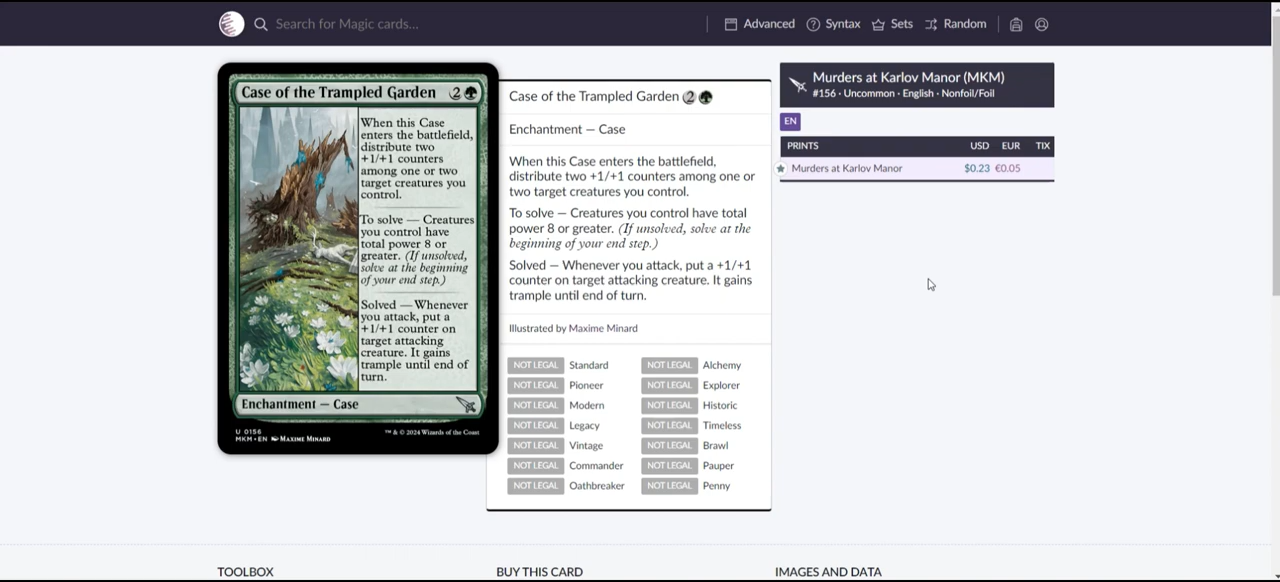 Search for Magic cards...
Advanced
Syntax
Sets
Random
Case of the Trampled Garden 2
When this Case
enters the battlefield,
distribute two
+1/+1 counters
among one or two
target creatures you
control.
To solve — Creatures
you control have
total power 8 or
greater. (If unsolved,
solve at the beginning
of your end step.)
Solved — Whenever
you attack, put a
+1/+1 counter on
target attacking
creature. It gains
trample until end of
turn.
Enchantment — Case
U 0156
MKM • EN MAXIME MINARD
™ & © 2024 Wizards of the Coast
Case of the Trampled Garden 2
Enchantment — Case
When this Case enters the battlefield,
distribute two +1/+1 counters among one or
two target creatures you control.
To solve — Creatures you control have total
power 8 or greater. (If unsolved, solve at the
beginning of your end step.)
Solved — Whenever you attack, put a +1/+1
counter on target attacking creature. It gains
trample until end of turn.
Illustrated by Maxime Minard
NOT LEGAL Standard NOT LEGAL Alchemy
NOT LEGAL Pioneer NOT LEGAL Explorer
NOT LEGAL Modern NOT LEGAL Historic
NOT LEGAL Legacy NOT LEGAL Timeless
NOT LEGAL Vintage NOT LEGAL Brawl
NOT LEGAL Commander NOT LEGAL Pauper
NOT LEGAL Oathbreaker NOT LEGAL Penny
Murders at Karlov Manor (MKM)
#156 · Uncommon · English · Nonfoil/Foil
EN
PRINTS USD EUR TIX
Murders at Karlov Manor $0.23 €0.05
TOOLBOX
BUY THIS CARD
IMAGES AND DATA